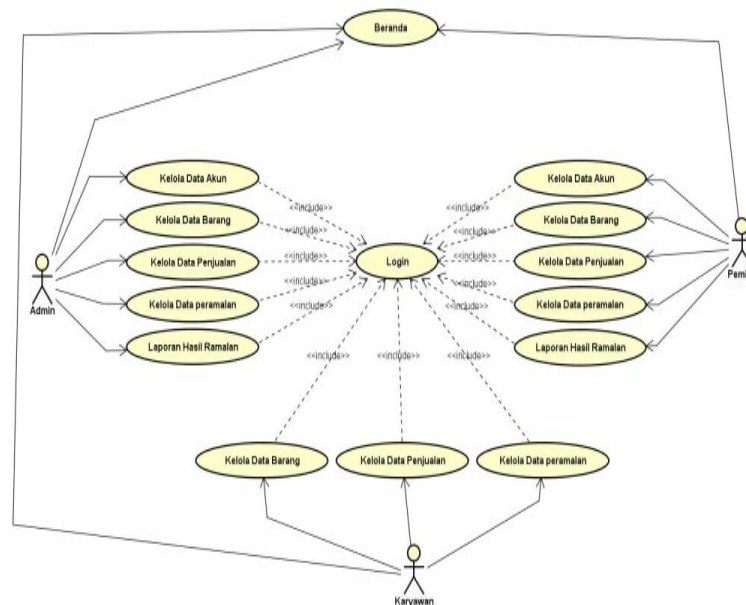 Beranda
Kelola Data Akun
Kelola Data Akun
<<include>>
<<include>>
Kelola Data Barang
Kelola Data Barang
<<include>>
<<include>>
Kelola Data Penjualan
<<include>>
Login
<<include>>
Kelola Data Penjualan
Admin
<<include>>
<<include>>
Kelola Data peramalan
Kelola Data peramalan
<<include>>
<<include>>
Laporan Hasil Ramalan
Laporan Hasil Ramalan
<<include>>
<<include>>
<<include>>
Kelola Data Barang
Kelola Data Penjualan
Kelola Data peramalan
Karyawan